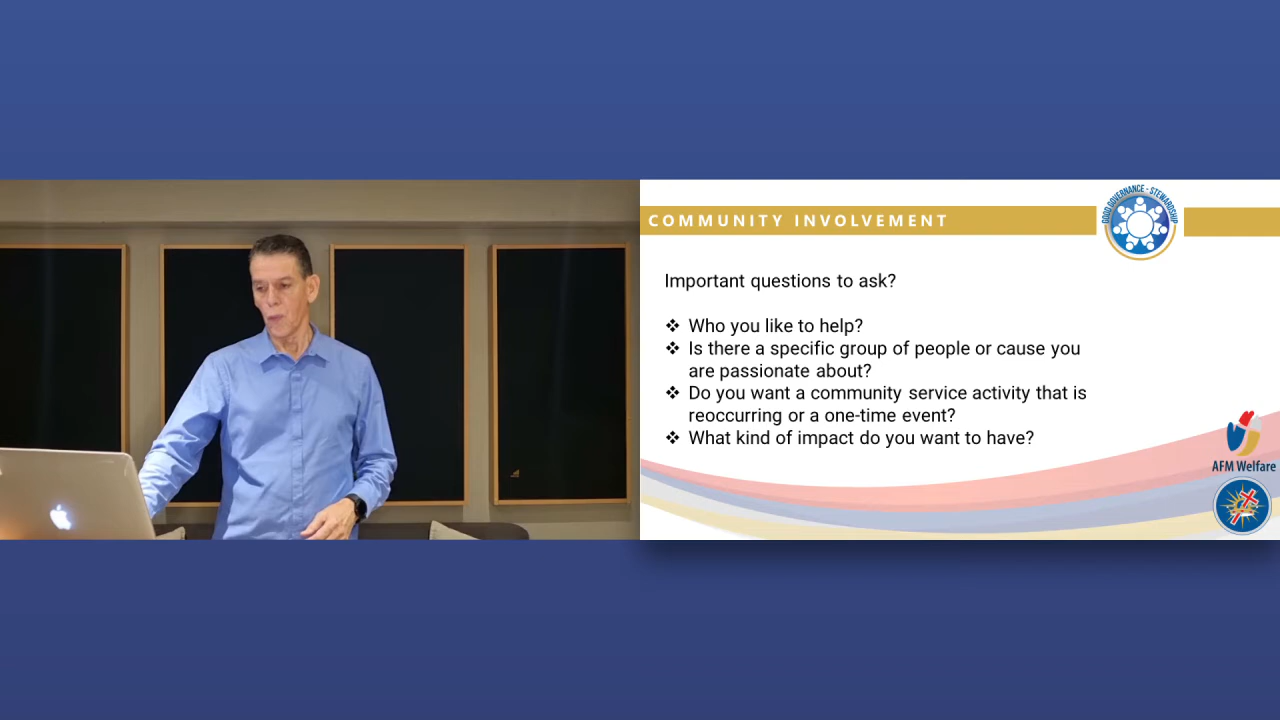 COMMUNITY INVOLVEMENT
GOOD GOVERNANCE - STEWARDSHIP
Important questions to ask?
❖ Who you like to help?
❖ Is there a specific group of people or cause you
are passionate about?
❖ Do you want a community service activity that is
reoccurring or a one-time event?
❖ What kind of impact do you want to have?
AFM Welfare